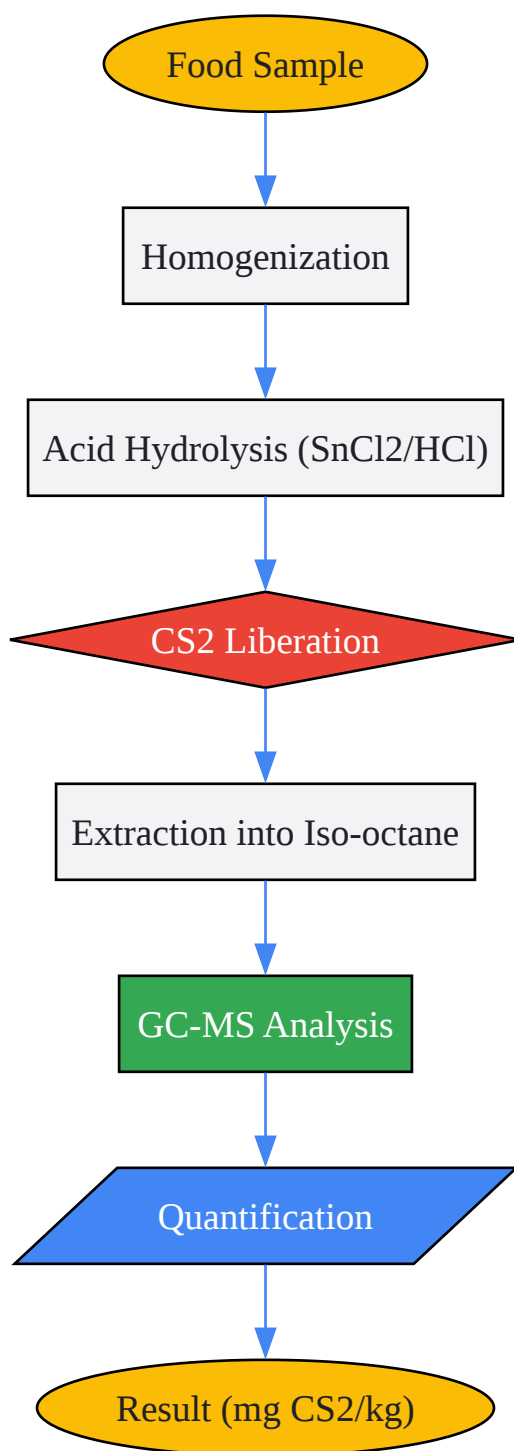 Food Sample
Homogenization
Acid Hydrolysis (SnCl2/HCl)
CS2 Liberation
Extraction into Iso-octane
GC-MS Analysis
Quantification
Result (mg CS2/kg)